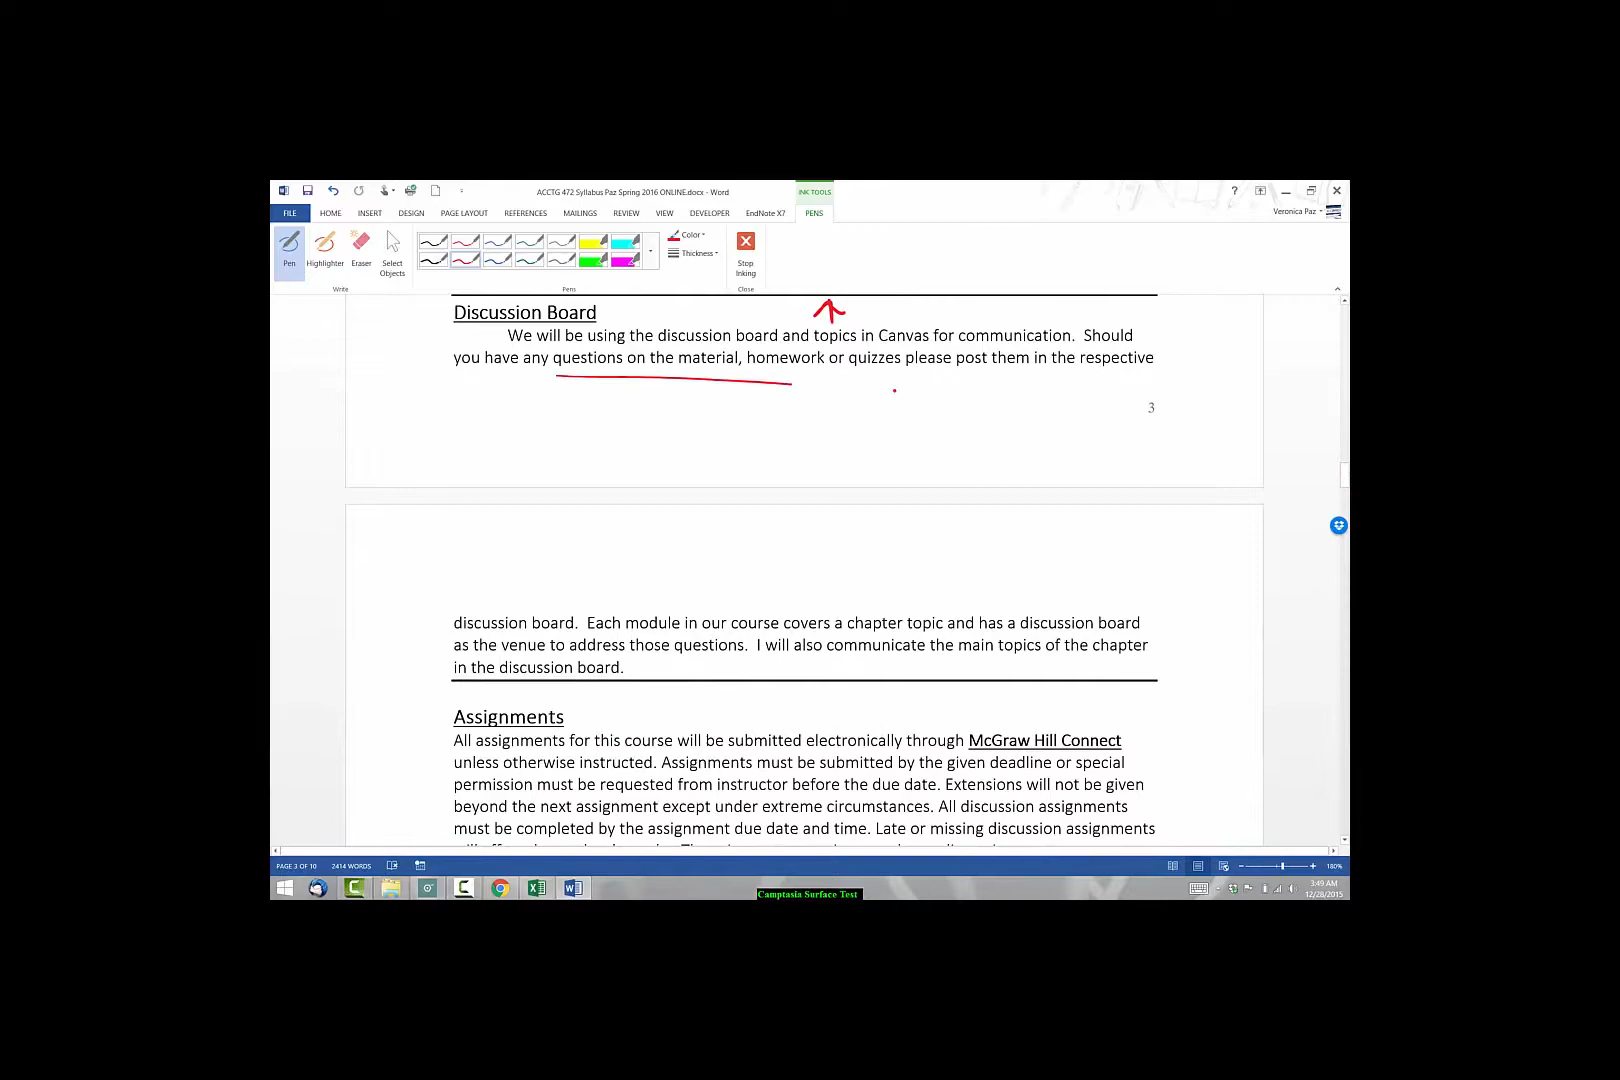 ACCTG 472 Syllabus Paz Spring 2016 ONLINE.docx - Word
INK TOOLS
FILE HOME INSERT DESIGN PAGE LAYOUT REFERENCES MAILINGS REVIEW VIEW DEVELOPER EndNote X7 PENS
Veronica Paz
Pen Highlighter Eraser Select Objects
Color
Thickness
Stop Inking
Write Pens Close
Discussion Board
We will be using the discussion board and topics in Canvas for communication. Should
you have any questions on the material, homework or quizzes please post them in the respective
3
discussion board. Each module in our course covers a chapter topic and has a discussion board
as the venue to address those questions. I will also communicate the main topics of the chapter
in the discussion board.
Assignments
All assignments for this course will be submitted electronically through McGraw Hill Connect
unless otherwise instructed. Assignments must be submitted by the given deadline or special
permission must be requested from instructor before the due date. Extensions will not be given
beyond the next assignment except under extreme circumstances. All discussion assignments
must be completed by the assignment due date and time. Late or missing discussion assignments
PAGE 3 OF 10 2414 WORDS 180%
Camptasia Surface Test
3:49 AM
12/28/2015